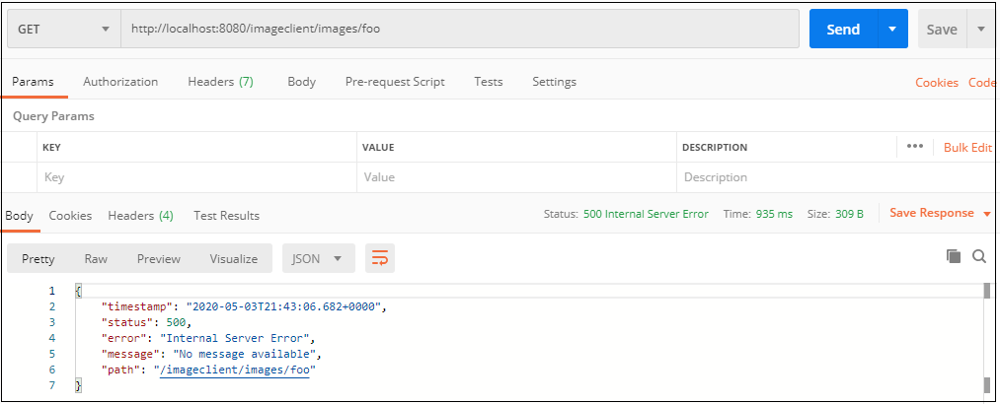 GET http://localhost:8080/imageclient/images/foo Send Save
Params Authorization Headers (7) Body Pre-request Script Tests Settings Cookies Code
Query Params
KEY VALUE DESCRIPTION ••• Bulk Edit
Key Value Description
Body Cookies Headers (4) Test Results Status: 500 Internal Server Error Time: 935 ms Size: 309 B Save Response
Pretty Raw Preview Visualize JSON
1 {
2 "timestamp": "2020-05-03T21:43:06.682+0000",
3 "status": 500,
4 "error": "Internal Server Error",
5 "message": "No message available",
6 "path": "/imageclient/images/foo"
7 }